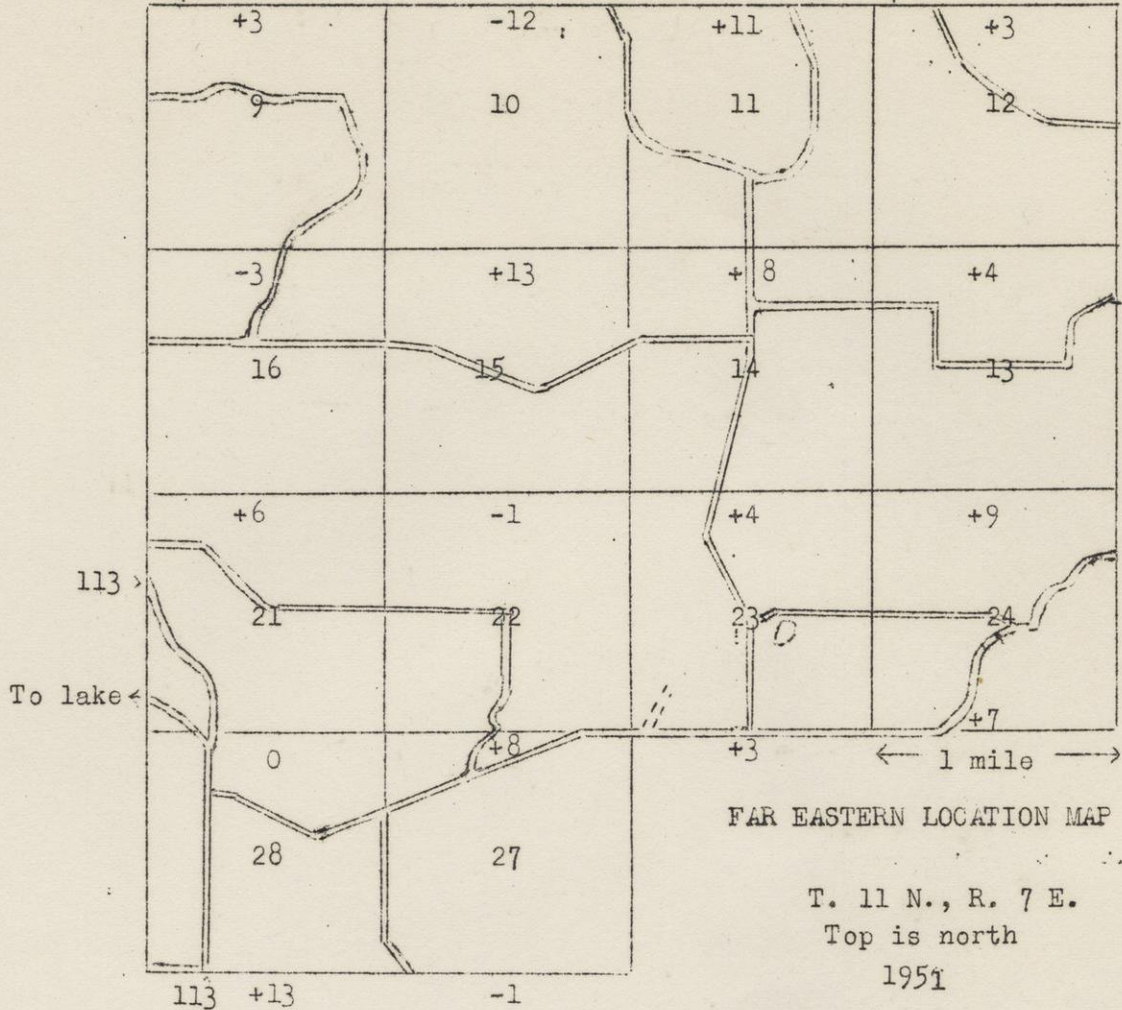 +3 -12 +11 +3
9 10 11 12
-3 +13 +8 +4
16 15 14 13
+6 -1 +4 +9
113
21 22 23 24
To lake
+7
0 +8 +3
1 mile
FAR EASTERN LOCATION MAP
28 27
T. 11 N., R. 7 E.
Top is north
1951
113 +13 -1